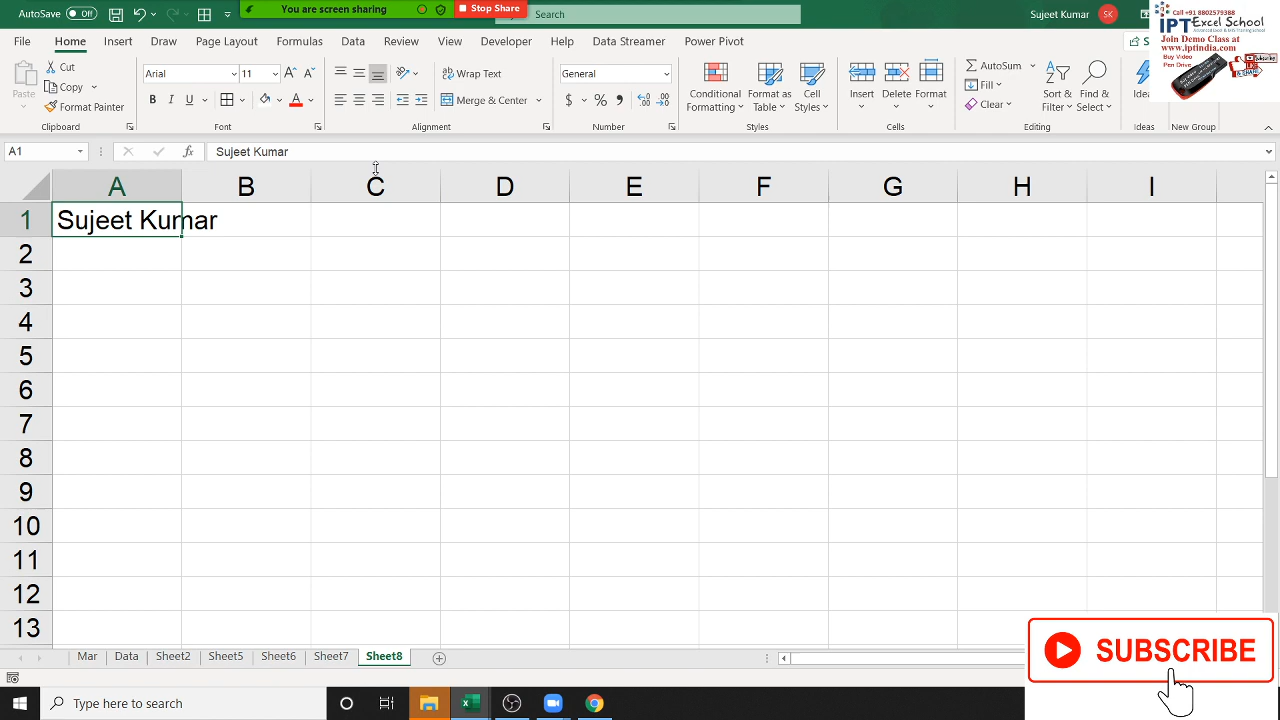 AutoSave Off
You are screen sharing
Stop Share
Search
Sujeet Kumar SK
Call +91 8802579388
IPT Excel School
Join Demo Class at
www.iptindia.com
Buy Video
Pen Drive
File Home Insert Draw Page Layout Formulas Data Review View Developer Help Data Streamer Power Pivot
Paste Cut Copy Format Painter
Arial 11
B I U
Wrap Text
Merge & Center
General
$ % ,
Conditional Formatting Format as Table Cell Styles
Insert Delete Format
AutoSum Fill Clear
Sort & Filter Find & Select
Clipboard Font Alignment Number Styles Cells Editing Ideas New Group
A1 fx Sujeet Kumar
A B C D E F G H I
1 Sujeet Kumar
2
3
4
5
6
7
8
9
10
11
12
13
Mar Data Sheet2 Sheet5 Sheet6 Sheet7 Sheet8
SUBSCRIBE
Type here to search